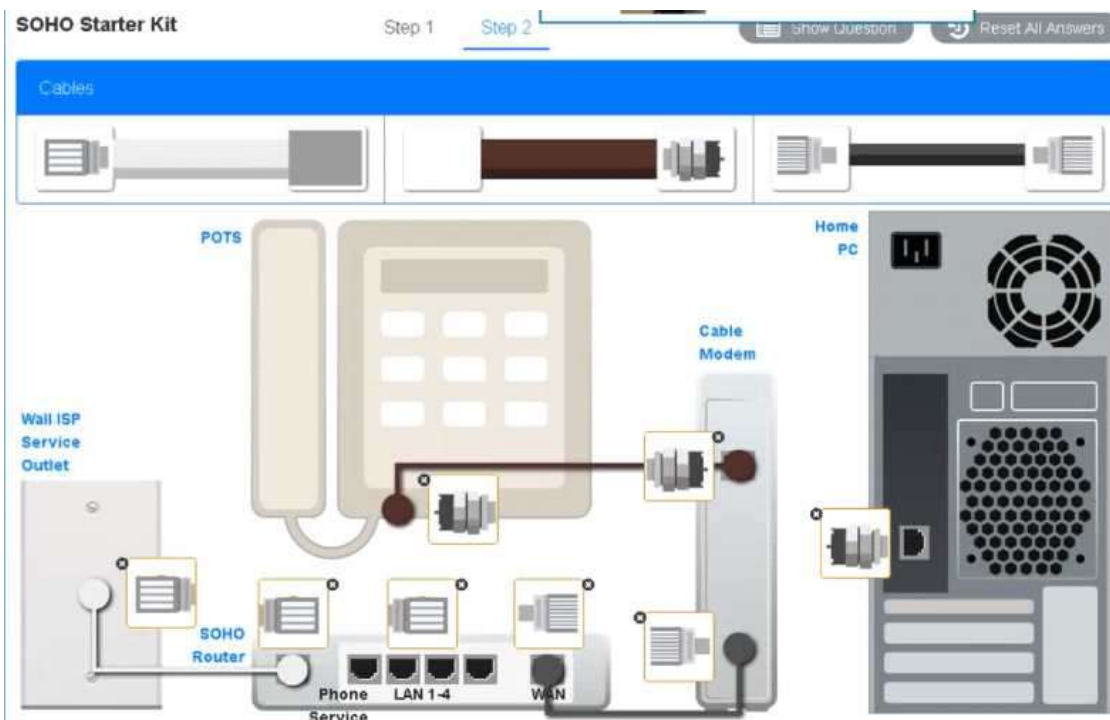 SOHO Starter Kit
Step 1
Step 2
Show Question
Reset All Answers
Cables
POTS
Home
PC
Cable
Modem
Wall ISP
Service
Outlet
SOHO
Router
Phone
Service
LAN 1-4
WAN